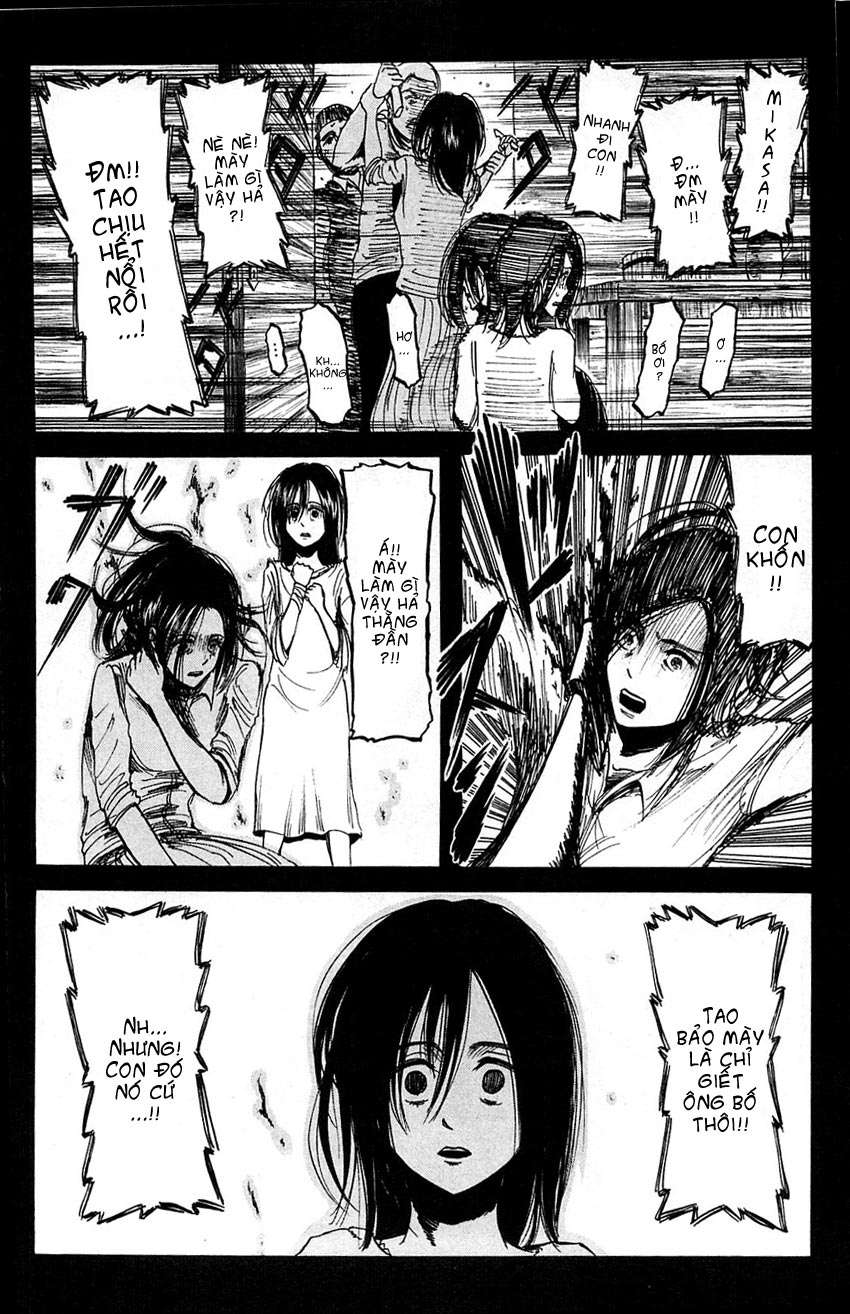 MIKASA!!
Đ...
ĐM
MÀY
!!
NHANH
ĐI
CON
!!
Ơ
...
BỐ
ƠI
?
NÈ NÈ!
MÀY
LÀM GÌ
VẬY HẢ
?!
HƠ
...
KH...
KHÔNG
...
...
ĐM!!
TAO
CHỊU
HẾT
NỔI
RỒI
...!
CON
KHỐN
!!
Á!!
MÀY
LÀM GÌ
VẬY HẢ
THẰNG
ĐẦN
?!!
TAO
BẢO MÀY
LÀ CHỈ
GIẾT
ÔNG BỐ
THÔI!!
NH...
NHƯNG!
CON ĐÓ
NÓ CỨ
...!!